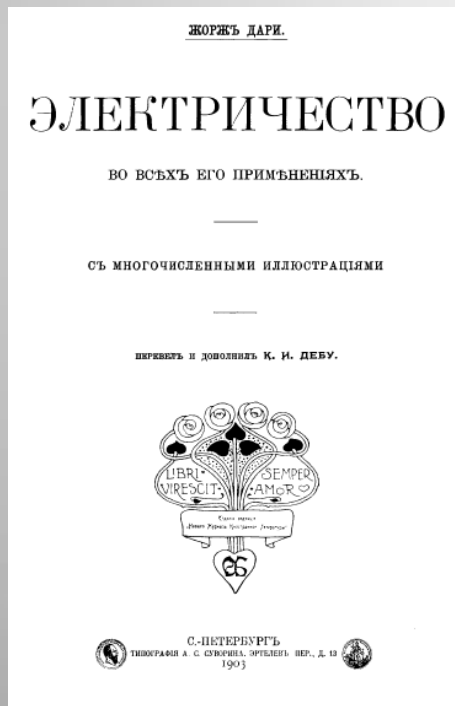 ЖОРЖЪ ДАРИ.
ЭЛЕКТРИЧЕСТВО
ВО ВСѢХЪ ЕГО ПРИМѢНЕНІЯХЪ.
СЪ МНОГОЧИСЛЕННЫМИ ИЛЛЮСТРАЦІЯМИ
ПЕРЕВЕЛЪ И ДОПОЛНИЛЪ К. И. ДЕБУ.
LIBRI · SEMPER
VIRESCIT · AMOR
С.-ПЕТЕРБУРГЪ
ТИПОГРАФІЯ А. С. СУВОРИНА. ЭРТЕЛЕВЪ ПЕР., Д. 13
1903